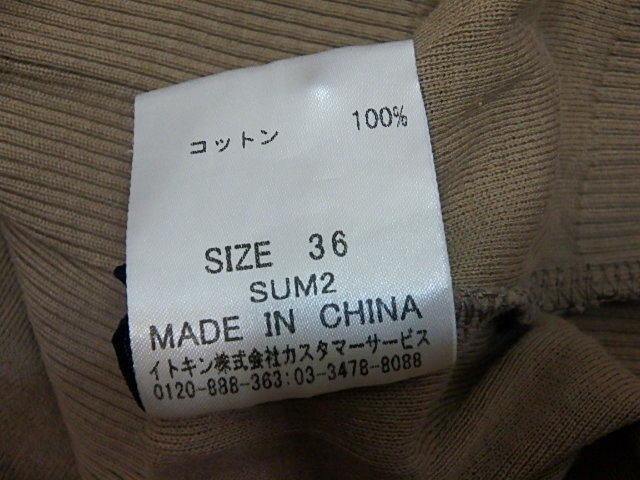 コットン 100%
SIZE 36
SUM2
MADE IN CHINA
イトキン株式会社カスタマーサービス
0120-888-363:03-3478-8088